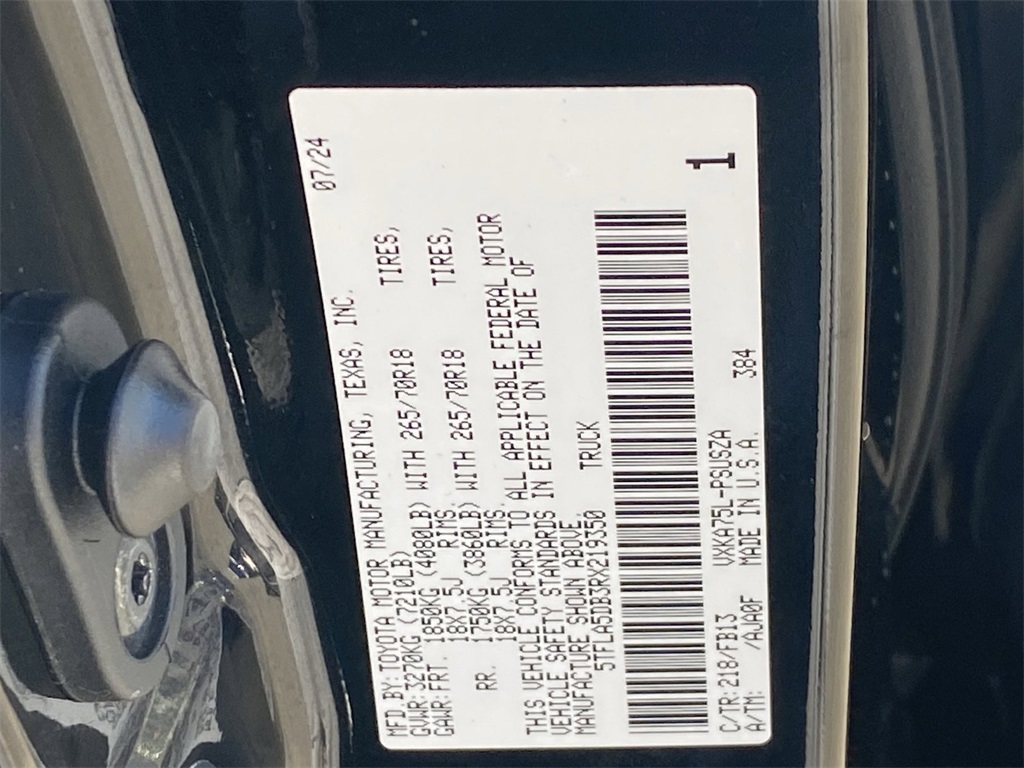 MFD.BY:TOYOTA MOTOR MANUFACTURING, TEXAS, INC. 07/24
GVWR:3270KG (7210LB)
GAWR:FRT. 1850KG (4080LB) WITH 265/70R18 TIRES,
18X7.5J RIMS.
RR. 1750KG (3860LB) WITH 265/70R18 TIRES,
18X7.5J RIMS.
THIS VEHICLE CONFORMS TO ALL APPLICABLE FEDERAL MOTOR
VEHICLE SAFETY STANDARDS IN EFFECT ON THE DATE OF
MANUFACTURE SHOWN ABOVE.
5TFLA5DB3RX219350 TRUCK
1
C/TR:218/FB13 VXKA75L-PSUSZA
A/TM: /AJA0F MADE IN U.S.A. 384